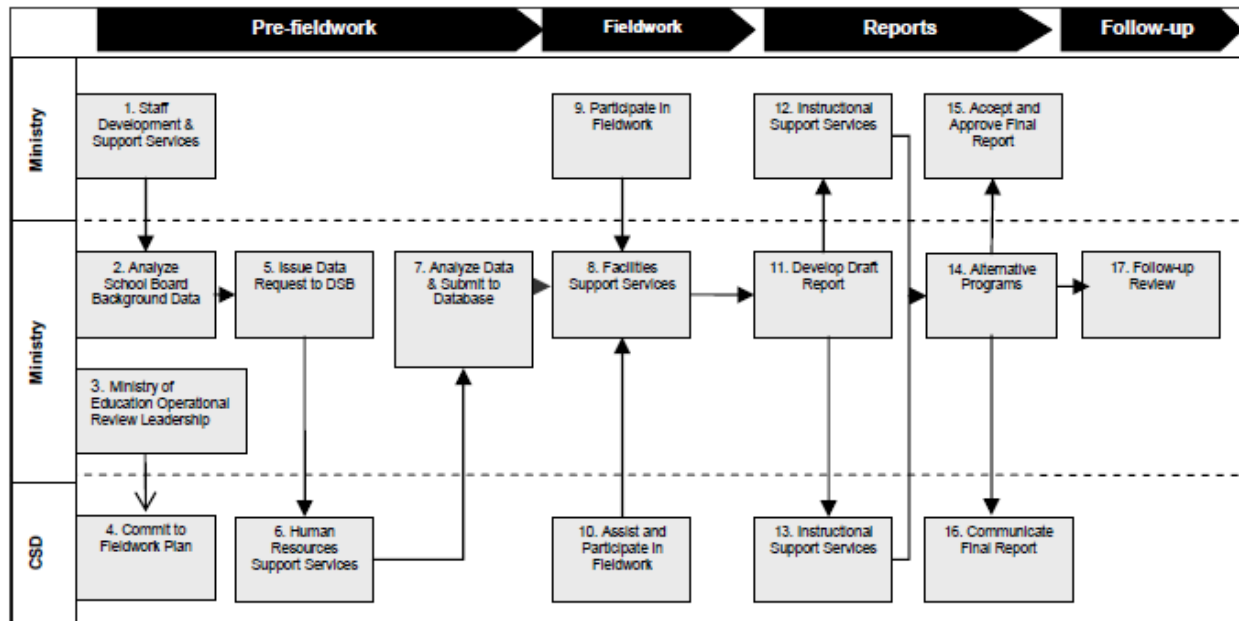 Pre-fieldwork
Fieldwork
Reports
Follow-up
Ministry
1. Staff
Development &
Support Services
9. Participate in
Fieldwork
12. Instructional
Support Services
15. Accept and
Approve Final
Report
Ministry
2. Analyze
School Board
Background Data
5. Issue Data
Request to DSB
7. Analyze Data
& Submit to
Database
8. Facilities
Support Services
11. Develop Draft
Report
14. Alternative
Programs
17. Follow-up
Review
3. Ministry of
Education Operational
Review Leadership
CSD
4. Commit to
Fieldwork Plan
6. Human
Resources
Support Services
10. Assist and
Participate in
Fieldwork
13. Instructional
Support Services
16. Communicate
Final Report